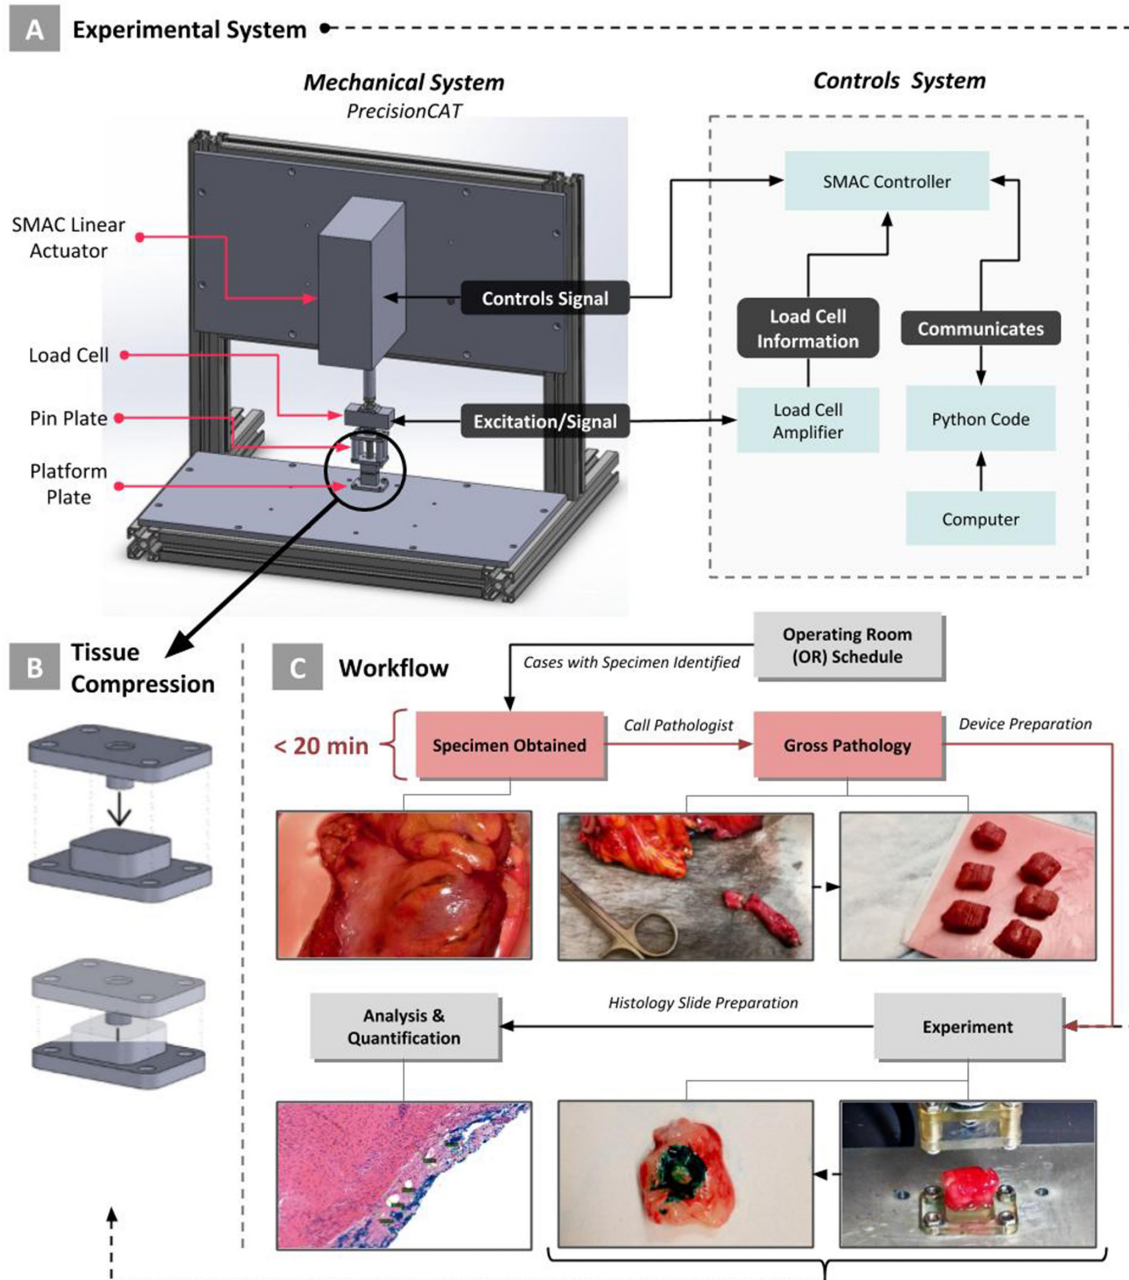 A Experimental System
Mechanical System
PrecisionCAT
Controls System
SMAC Linear
Actuator
Load Cell
Pin Plate
Platform
Plate
Controls Signal
Excitation/Signal
SMAC Controller
Load Cell
Information
Communicates
Load Cell
Amplifier
Python Code
Computer
B Tissue
Compression
C Workflow
Operating Room
(OR) Schedule
Cases with Specimen Identified
< 20 min
Specimen Obtained
Call Pathologist
Gross Pathology
Device Preparation
Analysis &
Quantification
Histology Slide Preparation
Experiment